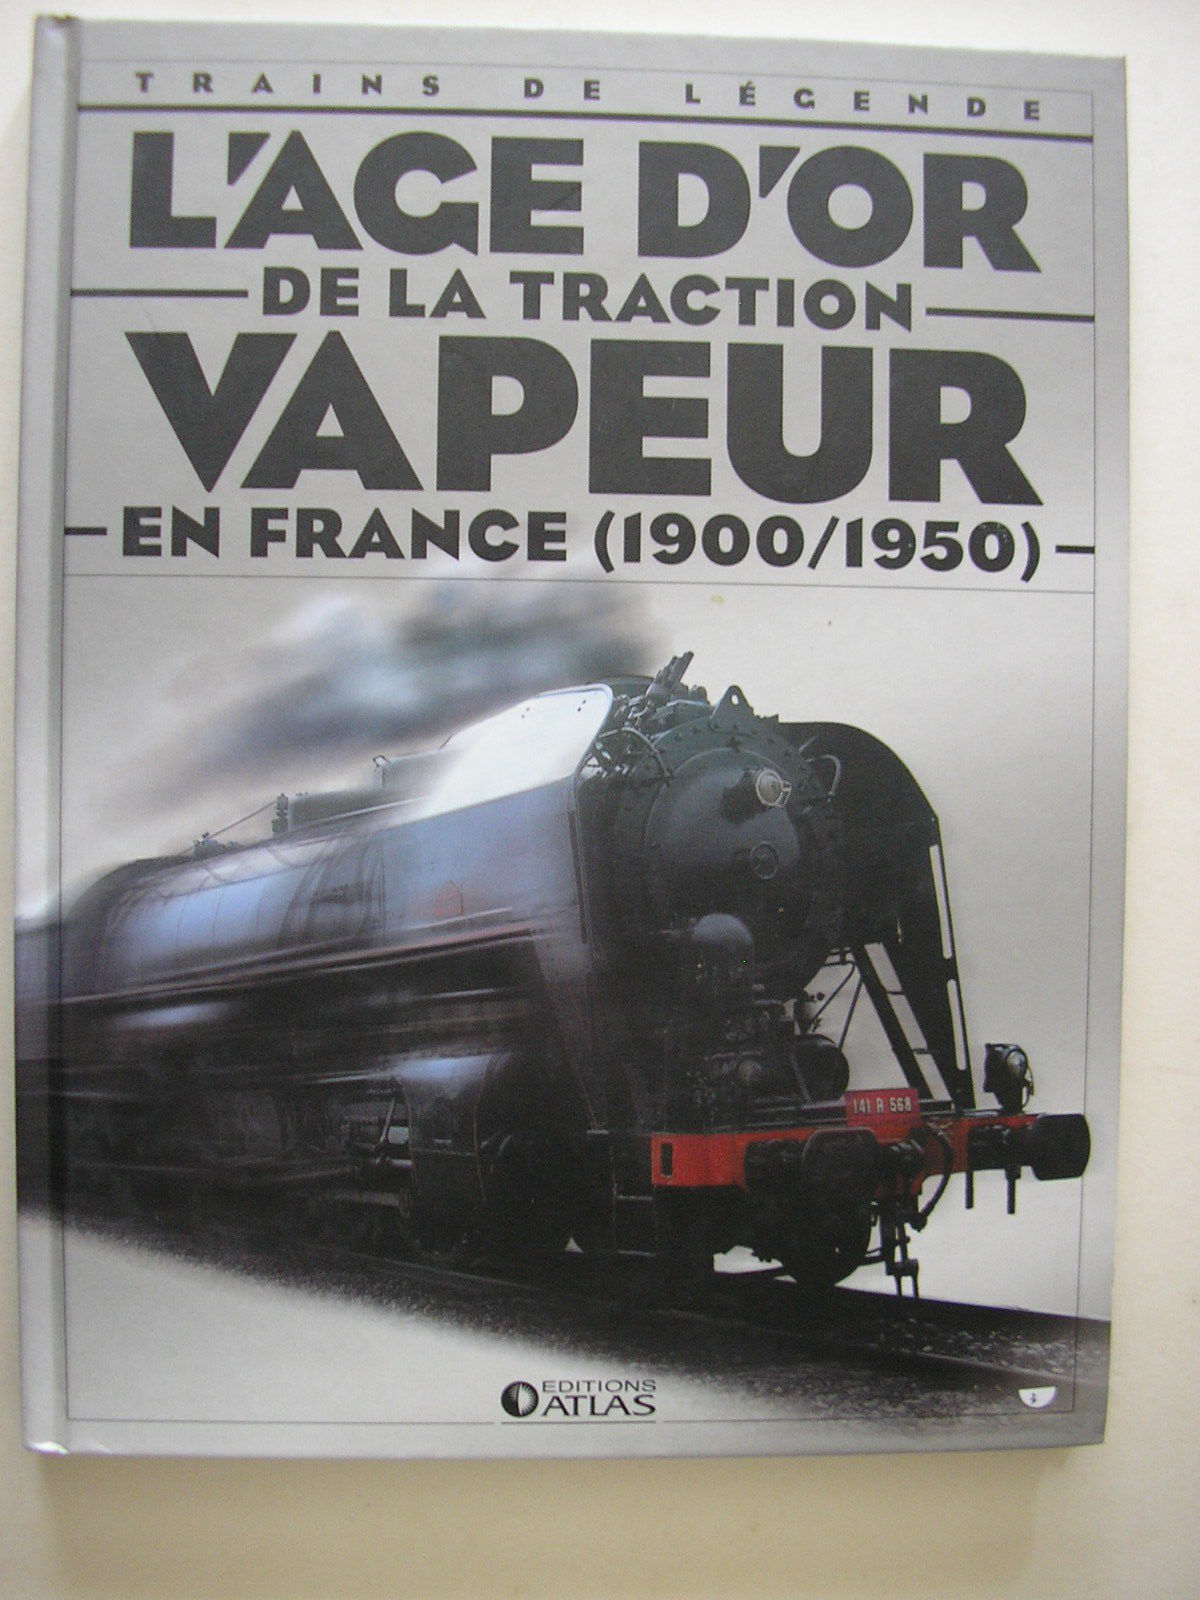 TRAINS DE LÉGENDE
L'AGE D'OR
DE LA TRACTION
VAPEUR
EN FRANCE (1900/1950)
141 R 568
EDITIONS
ATLAS